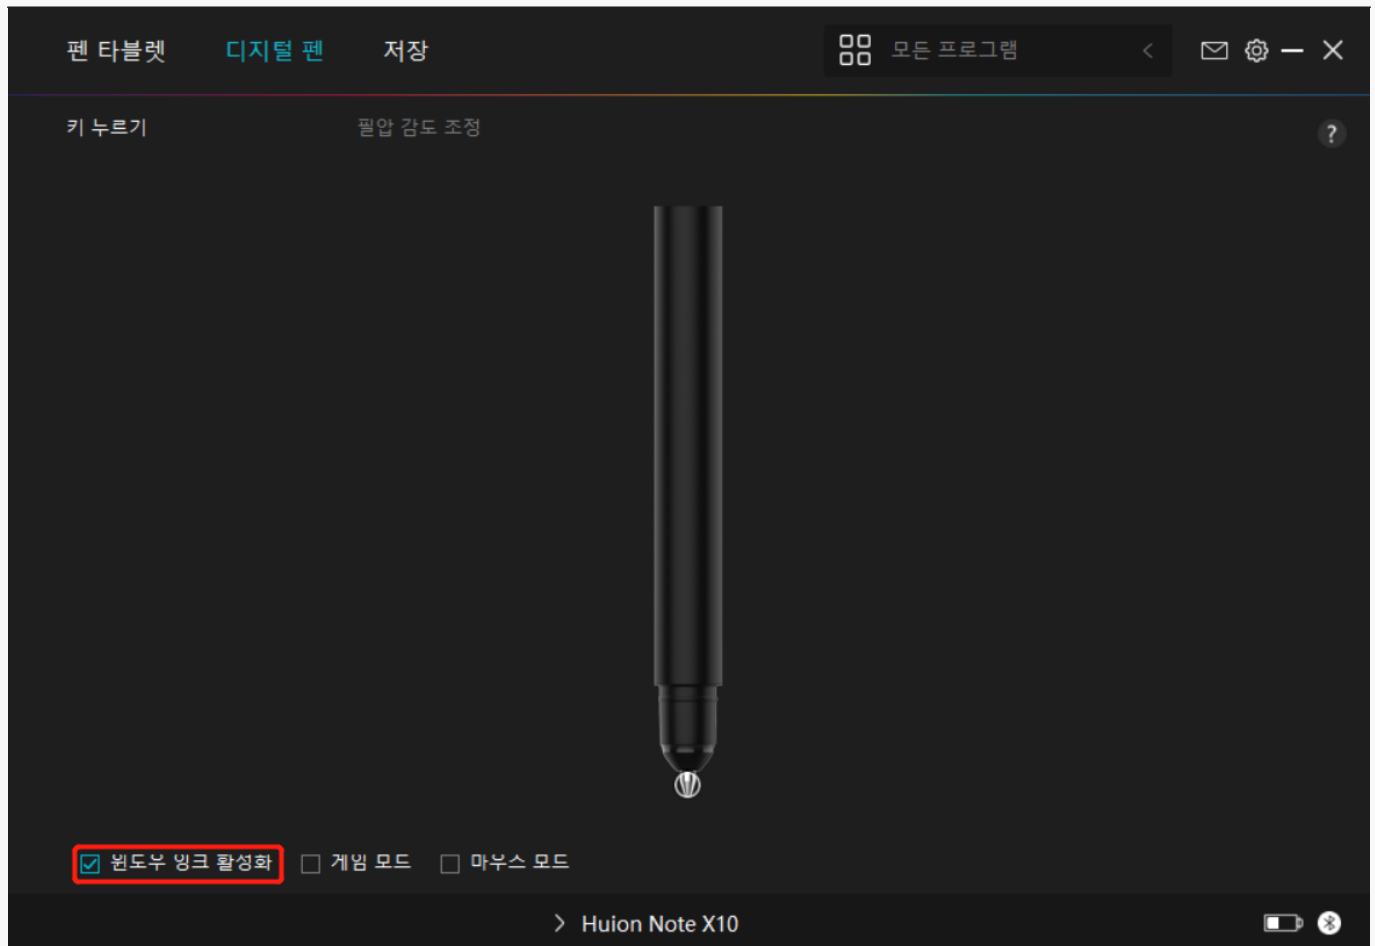 펜 타블렛 디지털 펜 저장 모든 프로그램
키 누르기 필압 감도 조정 ?
윈도우 잉크 활성화 게임 모드 마우스 모드
Huion Note X10